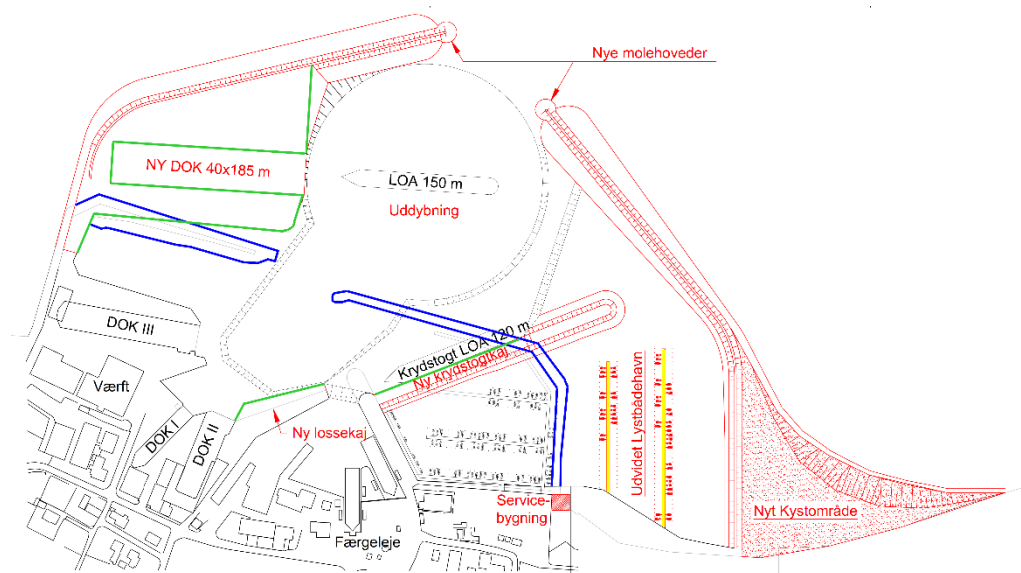 Nye molehoveder
NY DOK 40x185 m
LOA 150 m
Uddybning
DOK III
Krydstogt LOA 120 m
Ny krydstogtkaj
Værft
Udvidet Lystbådehavn
DOK I
DOK II
Ny lossekaj
Service-
bygning
Nyt Kystområde
Færgeleje